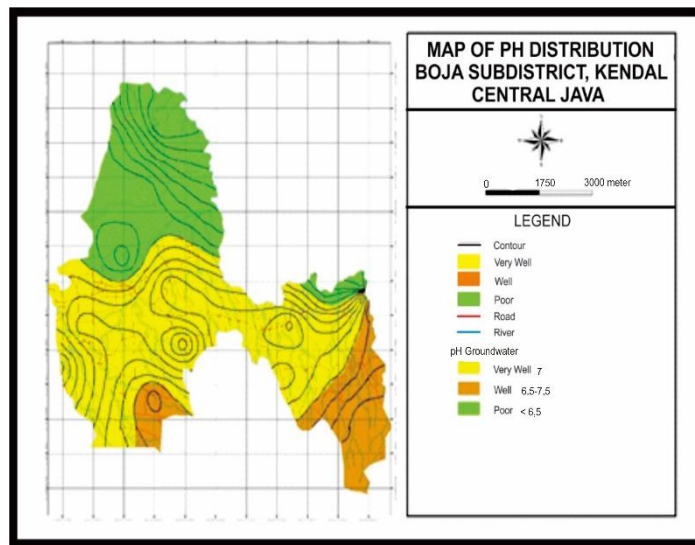 MAP OF PH DISTRIBUTION
BOJA SUBDISTRICT, KENDAL
CENTRAL JAVA
0 1750 3000 meter
LEGEND
Contour
Very Well
Well
Poor
Road
River
pH Groundwater
Very Well 7
Well 6,5-7,5
Poor < 6,5